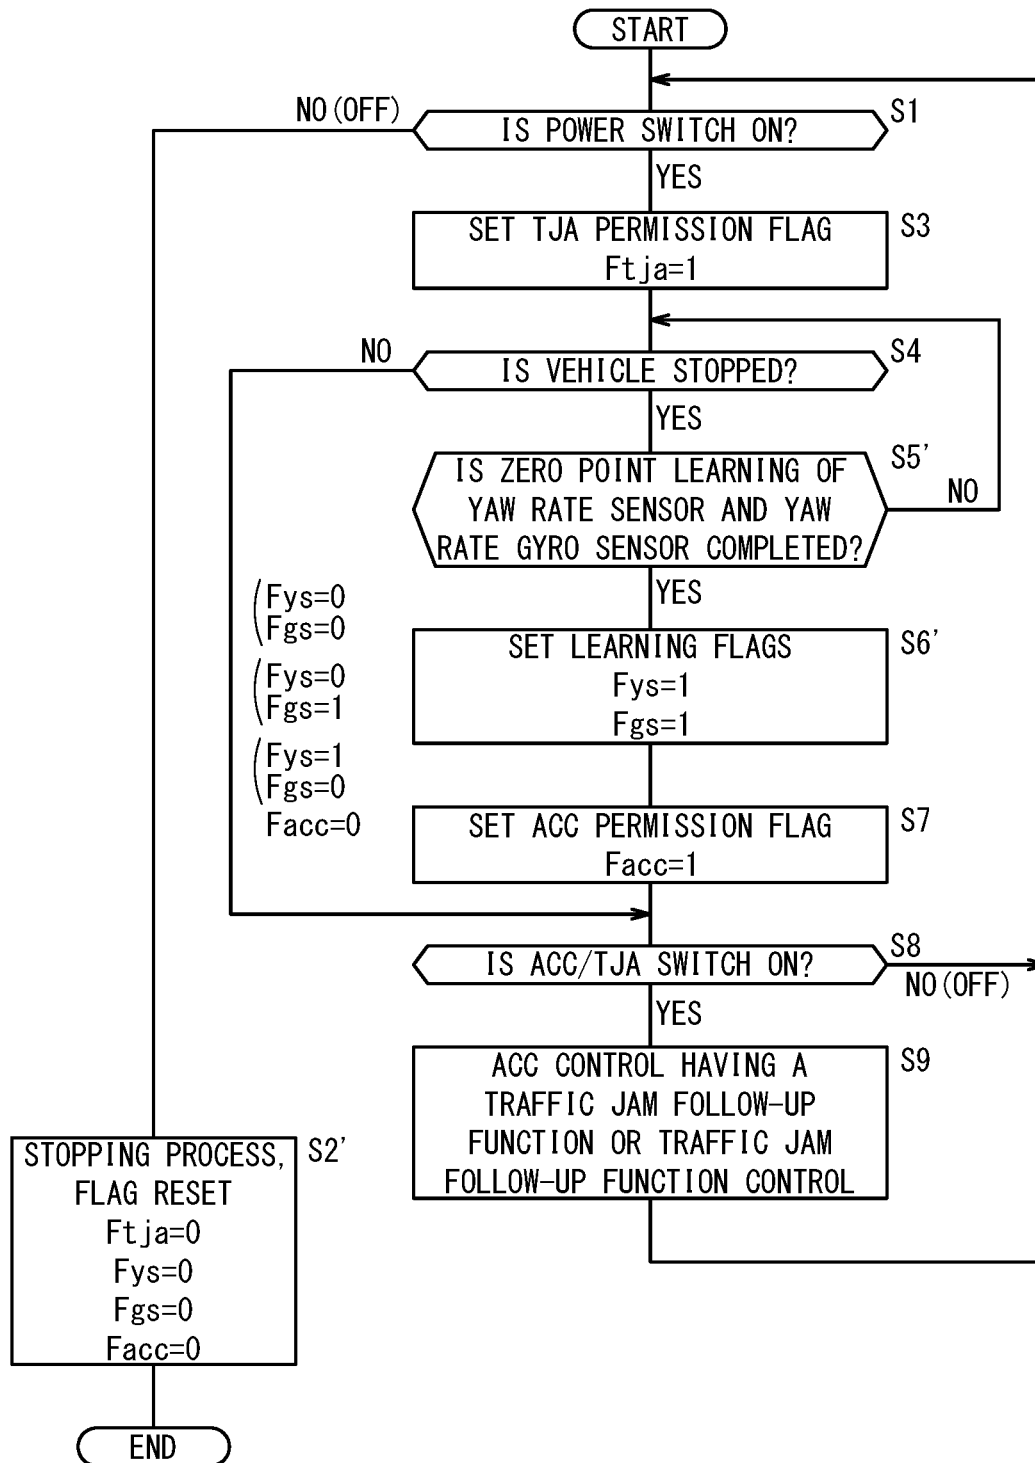 START
NO(OFF)
IS POWER SWITCH ON?
S1
YES
SET TJA PERMISSION FLAG
Ftja=1
S3
NO
IS VEHICLE STOPPED?
S4
YES
IS ZERO POINT LEARNING OF
YAW RATE SENSOR AND YAW
RATE GYRO SENSOR COMPLETED?
S5'
NO
YES
Fys=0
Fgs=0
Fys=0
Fgs=1
Fys=1
Fgs=0
Facc=0
SET LEARNING FLAGS
Fys=1
Fgs=1
S6'
SET ACC PERMISSION FLAG
Facc=1
S7
IS ACC/TJA SWITCH ON?
S8
NO(OFF)
YES
ACC CONTROL HAVING A
TRAFFIC JAM FOLLOW-UP
FUNCTION OR TRAFFIC JAM
FOLLOW-UP FUNCTION CONTROL
S9
STOPPING PROCESS,
FLAG RESET
Ftja=0
Fys=0
Fgs=0
Facc=0
S2'
END